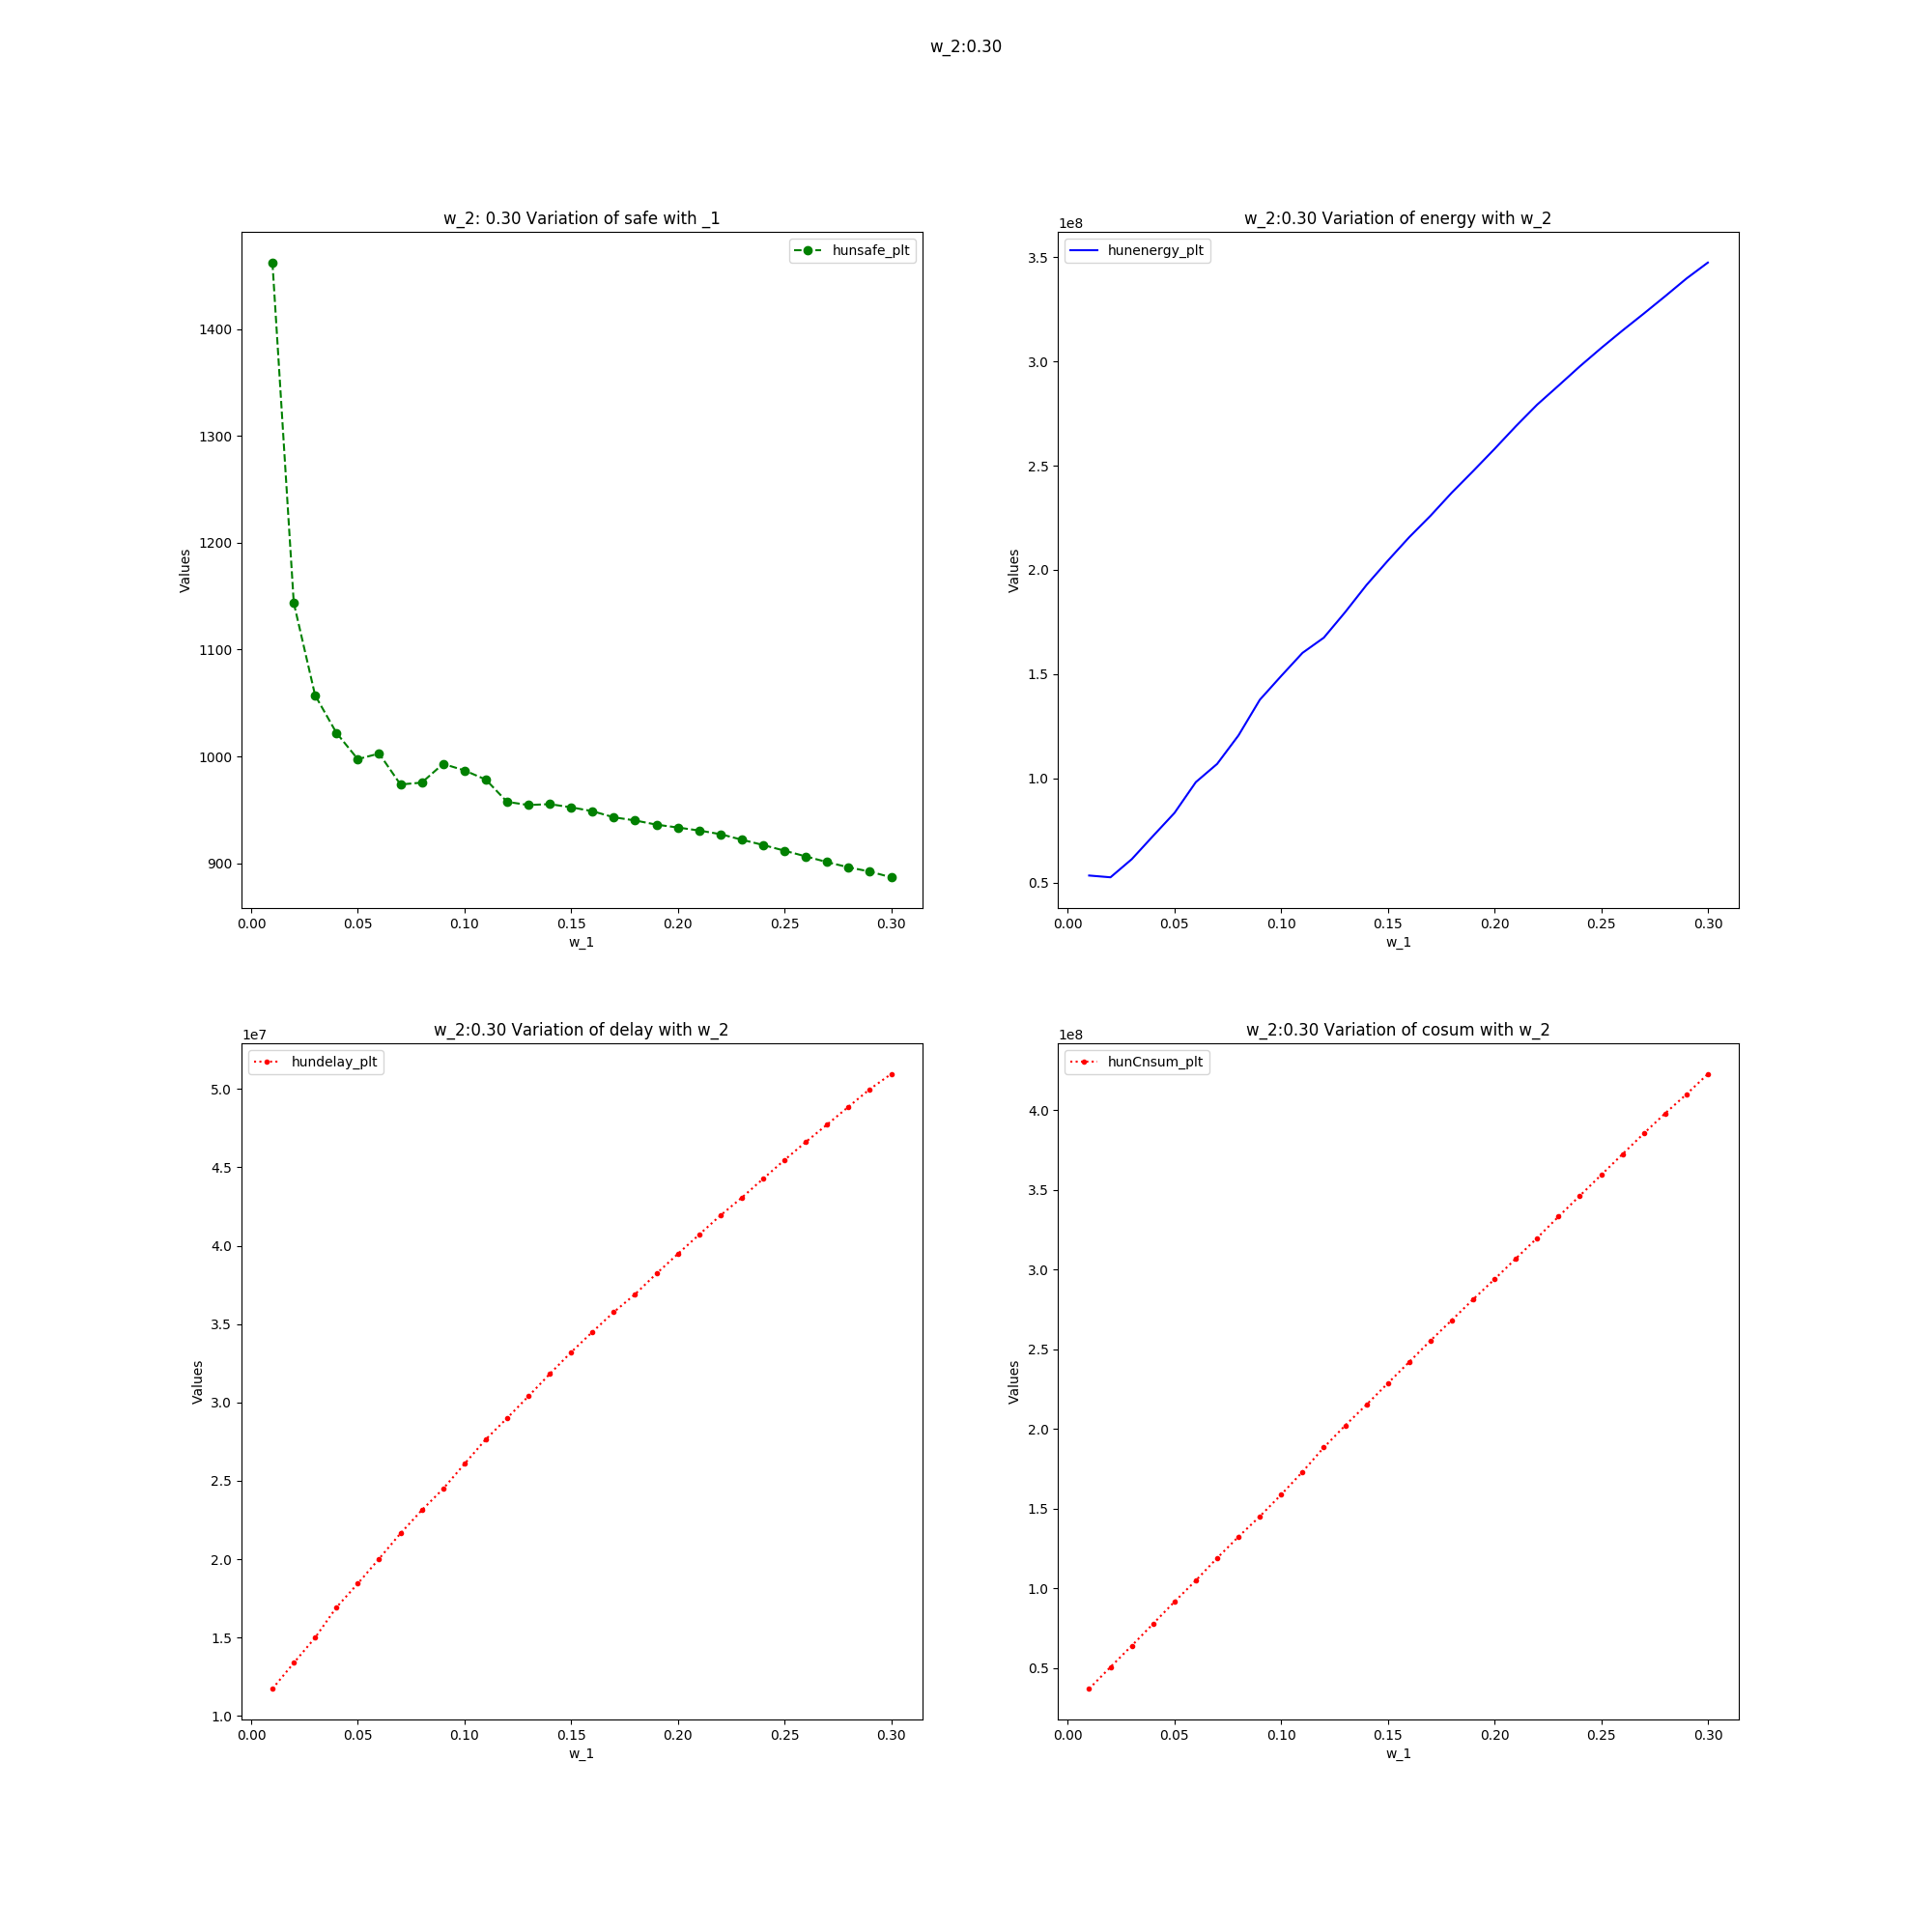 w_2:0.30
w_2: 0.30 Variation of safe with _1
hunsafe_plt
1400
1300
1200
1100
1000
900
Values
0.00 0.05 0.10 0.15 0.20 0.25 0.30
w_1
w_2:0.30 Variation of energy with w_2
1e8
hunenergy_plt
3.5
3.0
2.5
2.0
1.5
1.0
0.5
Values
0.00 0.05 0.10 0.15 0.20 0.25 0.30
w_1
w_2:0.30 Variation of delay with w_2
1e7
hundelay_plt
5.0
4.5
4.0
3.5
3.0
2.5
2.0
1.5
1.0
Values
0.00 0.05 0.10 0.15 0.20 0.25 0.30
w_1
w_2:0.30 Variation of cosum with w_2
1e8
hunCnsum_plt
4.0
3.5
3.0
2.5
2.0
1.5
1.0
0.5
Values
0.00 0.05 0.10 0.15 0.20 0.25 0.30
w_1